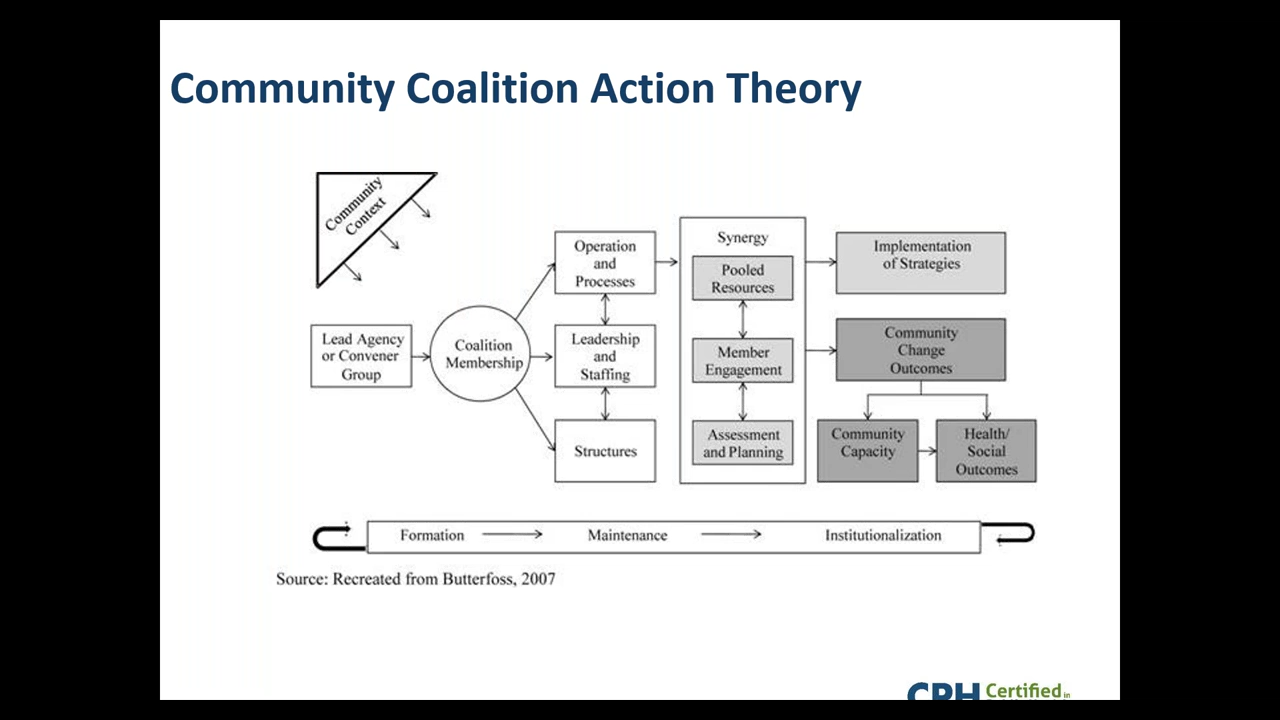 Community Coalition Action Theory
Community
Context
Lead Agency
or Convener
Group
Coalition
Membership
Operation
and
Processes
Leadership
and
Staffing
Structures
Synergy
Pooled
Resources
Member
Engagement
Assessment
and Planning
Implementation
of Strategies
Community
Change
Outcomes
Community
Capacity
Health/
Social
Outcomes
Formation
Maintenance
Institutionalization
Source: Recreated from Butterfoss, 2007
CPH
Certified in